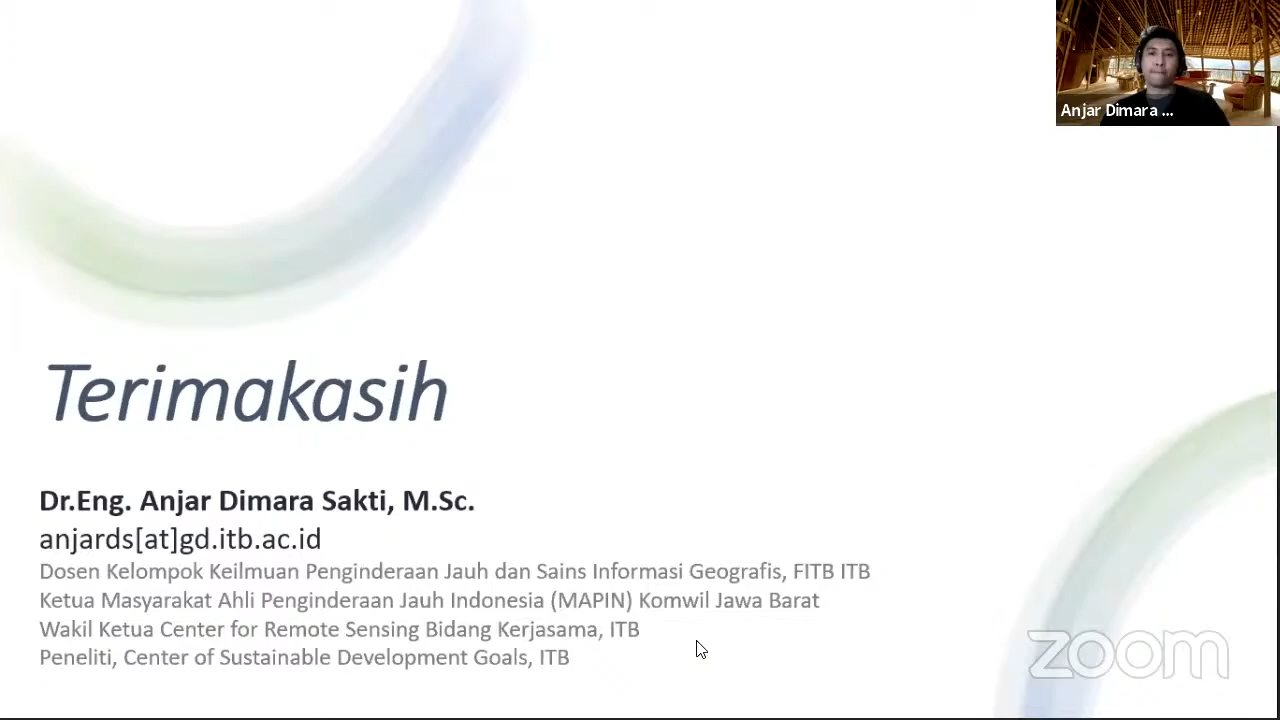 Anjar Dimara ...
Terimakasih
Dr.Eng. Anjar Dimara Sakti, M.Sc.
anjards[at]gd.itb.ac.id
Dosen Kelompok Keilmuan Penginderaan Jauh dan Sains Informasi Geografis, FITB ITB
Ketua Masyarakat Ahli Penginderaan Jauh Indonesia (MAPIN) Komwil Jawa Barat
Wakil Ketua Center for Remote Sensing Bidang Kerjasama, ITB
Peneliti, Center of Sustainable Development Goals, ITB
zoom